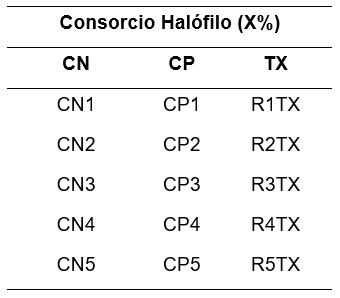 Consorcio Halófilo (X%)
CN CP TX
CN1 CP1 R1TX
CN2 CP2 R2TX
CN3 CP3 R3TX
CN4 CP4 R4TX
CN5 CP5 R5TX